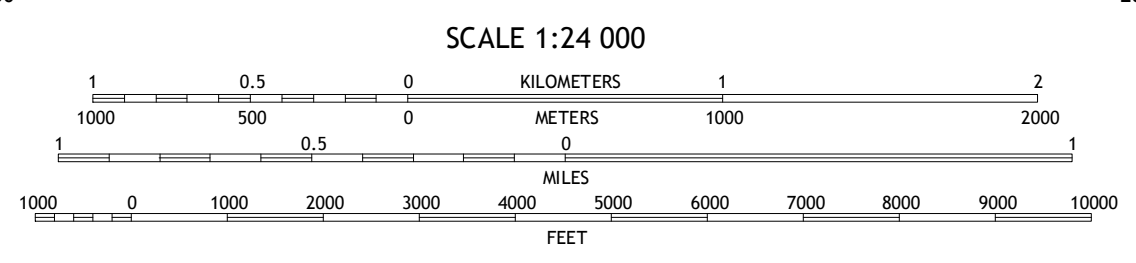 SCALE 1:24 000
1 0.5 0 KILOMETERS 1 2
1000 500 0 METERS 1000 2000
1 0.5 0 1
MILES
1000 0 1000 2000 3000 4000 5000 6000 7000 8000 9000 10000
FEET